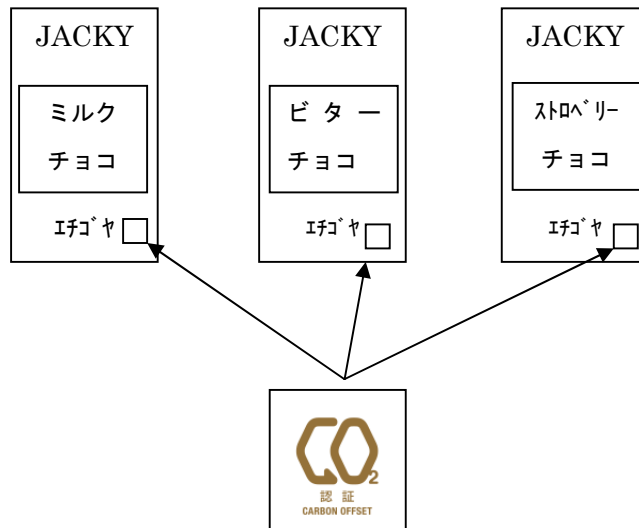 JACKY
ミルク
チョコ
エチゴヤ
JACKY
ビター
チョコ
エチゴヤ
JACKY
ストロベリー
チョコ
エチゴヤ
CO2
認証
CARBON OFFSET